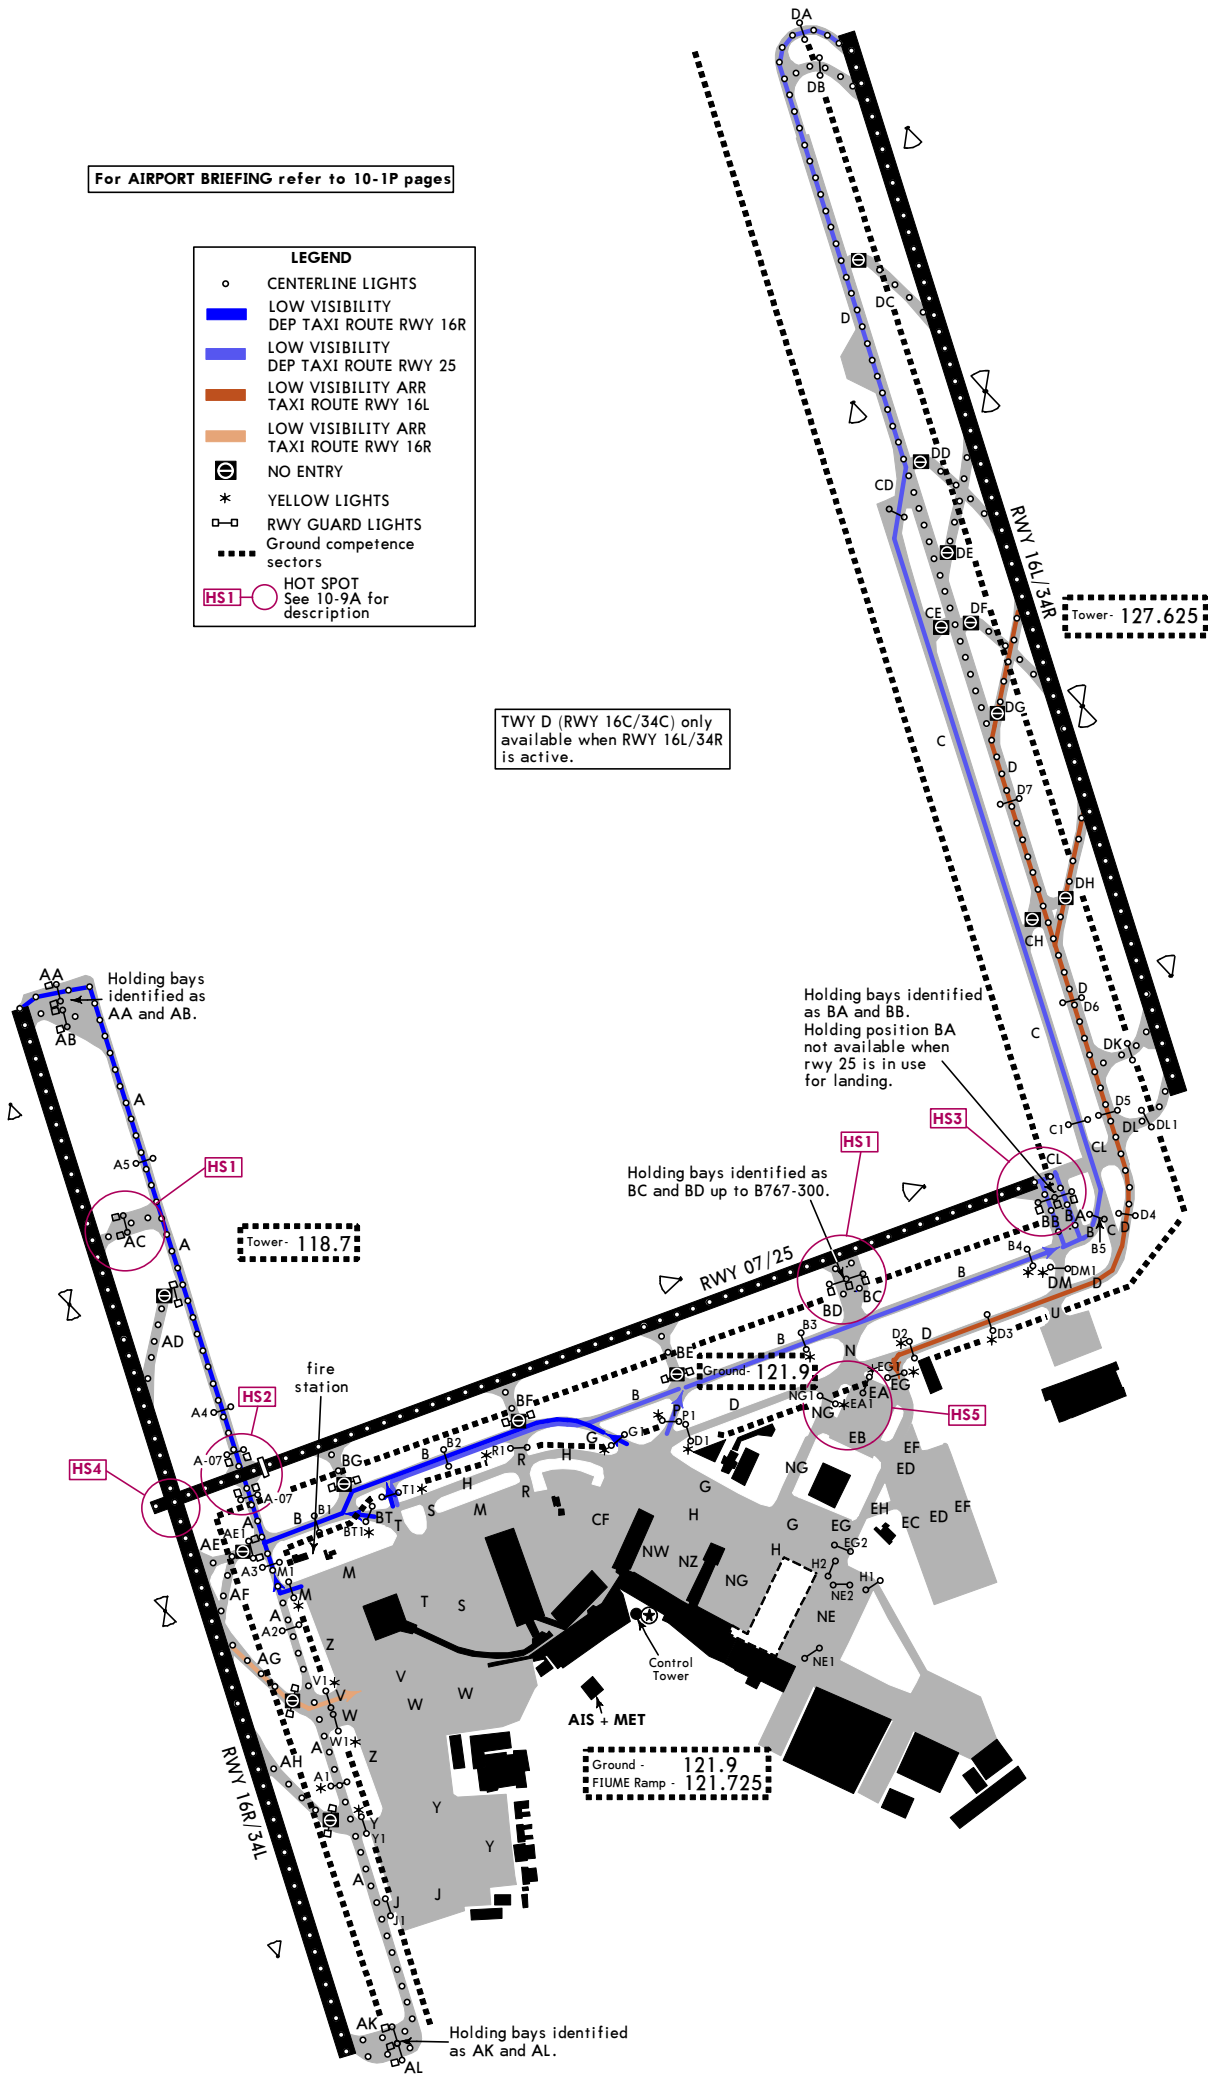 DA
DB
For AIRPORT BRIEFING refer to 10-1P pages
LEGEND
CENTERLINE LIGHTS
LOW VISIBILITY
DEP TAXI ROUTE RWY 16R
LOW VISIBILITY
DEP TAXI ROUTE RWY 25
LOW VISIBILITY ARR
TAXI ROUTE RWY 16L
LOW VISIBILITY ARR
TAXI ROUTE RWY 16R
NO ENTRY
YELLOW LIGHTS
RWY GUARD LIGHTS
Ground competence
sectors
HS1
HOT SPOT
See 10-9A for
description
DC
D
DD
CD
RWY 16L/34R
DE
CE
DF
Tower- 127.625
DG
TWY D (RWY 16C/34C) only
available when RWY 16L/34R
is active.
C
D
D7
DH
CH
AA
Holding bays
identified as
AA and AB.
AB
D
D6
Holding bays identified
as BA and BB.
Holding position BA
not available when
rwy 25 is in use
for landing.
C
DK
A
D5
C1
DL
DL1
HS3
HS1
CL
CL
A5
HS1
Holding bays identified as
BC and BD up to B767-300.
AC
A
Tower- 118.7
BB
BA
C
D
D4
B5
B
B4
DM1
DM
D
RWY 07/25
B
BC
BD
U
AD
B3
B
D2
D
D3
N
BE
Ground- 121.9
EG1
EG
EA
fire
station
NG1
EA1
NG
B
D
A4
HS2
BF
P
P1
HS5
G1
G
D1
EB
EF
A-07
B
B2
R1
R
H
HS4
BG
NG
ED
H
R
G
A-07
T1
M
S
EH
EF
B1
B
BT
T
CF
H
G
EG
EC
ED
A
AE1
BT1
EG2
AE
H
NW
NZ
A3
M1
M
H2
H1
NG
AF
M
NE2
A
T
S
NE
A2
Z
AG
Control
Tower
NE1
V1
V
V
W
W
W
AIS + MET
W1
A
Z
RWY 16R/34L
AH
A1
Ground - 121.9
FIUME Ramp - 121.725
Y
Y
Y1
Y
A
J
J
J1
AK
Holding bays identified
as AK and AL.
AL